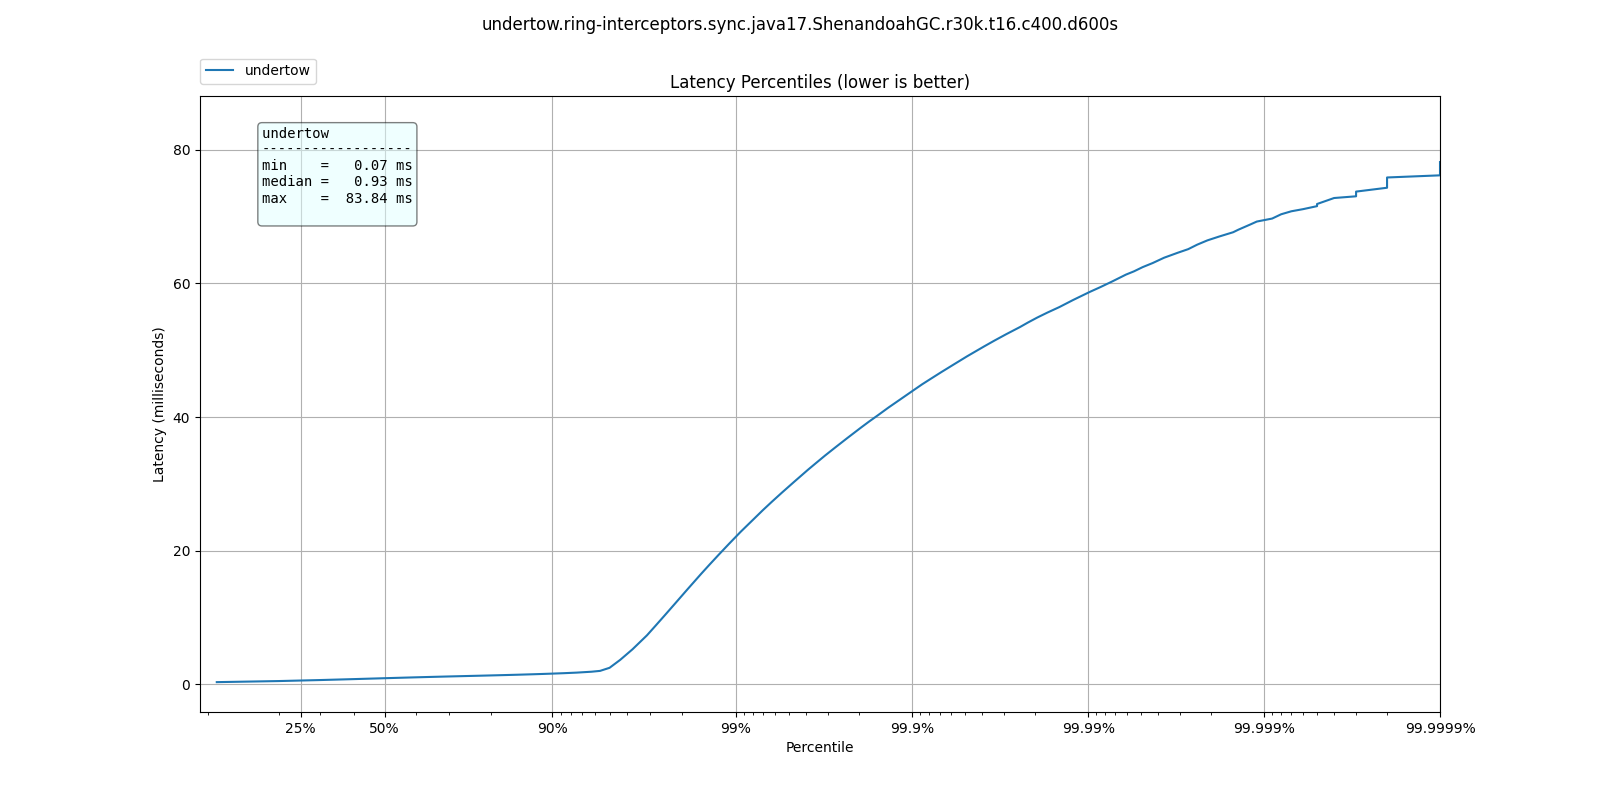 undertow.ring-interceptors.sync.java17.ShenandoahGC.r30k.t16.c400.d600s
undertow
Latency Percentiles (lower is better)
undertow
------------------
min    =   0.07 ms
median =   0.93 ms
max    =  83.84 ms
80
60
40
20
0
Latency (milliseconds)
25% 50% 90% 99% 99.9% 99.99% 99.999% 99.9999%
Percentile